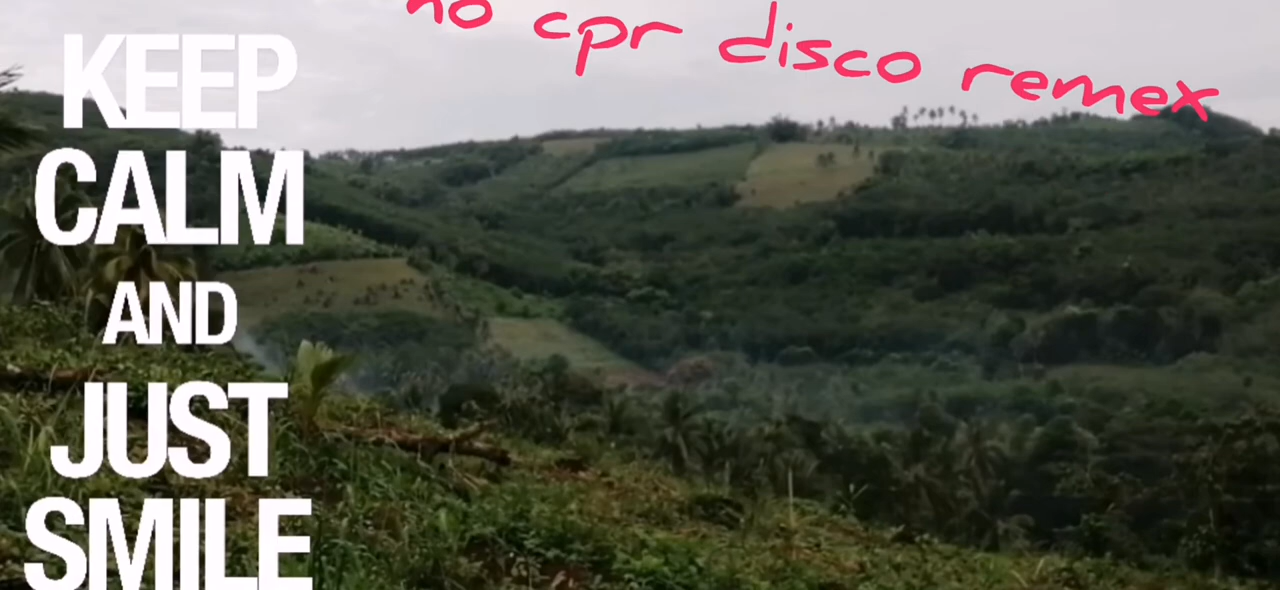 no cpr disco remex
KEEP
CALM
AND
JUST
SMILE